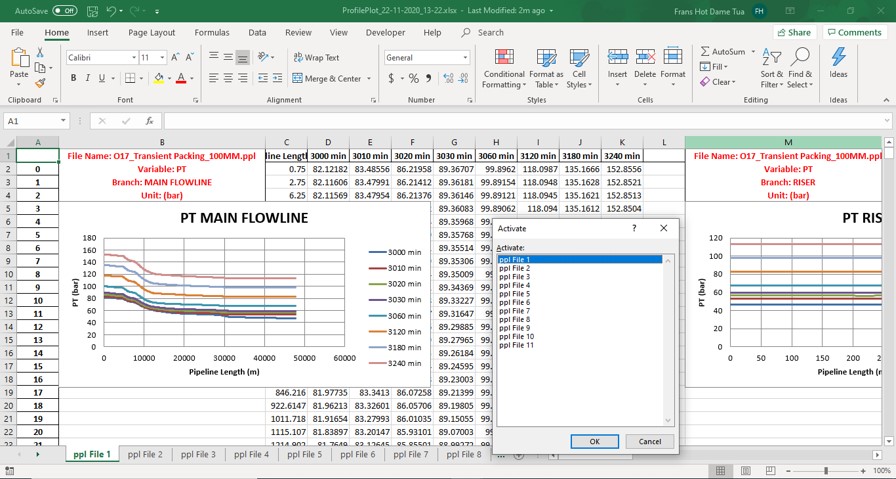 AutoSave Off ProfilePlot_22-11-2020_13-22.xlsx - Last Modified: 2m ago Frans Hot Dame Tua FH
File Home Insert Page Layout Formulas Data Review View Developer Help Search Share Comments
Paste Calibri 11 A^ A˅ Wrap Text General Conditional Formatting Format as Table Cell Styles Insert Delete Format AutoSum Fill Clear Sort & Filter Find & Select Ideas
B I U A Merge & Center $ % ,
Clipboard Font Alignment Number Styles Cells Editing Ideas
A1 fx
A B C D E F G H I J K L M
1 File Name: O17_Transient Packing_100MM.ppl line Lengt 3000 min 3010 min 3020 min 3030 min 3060 min 3120 min 3180 min 3240 min File Name: O17_Transient Packing_100MM.ppl
2 0 Variable: PT 0.75 82.12182 83.48556 86.21958 89.36707 99.8962 118.0987 135.1666 152.8556 Variable: PT
3 1 Branch: MAIN FLOWLINE 2.75 82.11606 83.47991 86.21412 89.36181 99.89154 118.0948 135.1628 152.8521 Branch: RISER
4 2 Unit: (bar) 6.25 82.11569 83.47954 86.21376 89.36146 99.89121 118.0945 135.1621 152.8513 Unit: (bar)
5 3 89.36083 99.89062 118.094 135.1612 152.8504
6 4 89.35968 99.
7 5 89.35768 99.
8 6 89.35514 99.
9 7 89.35306 99.
10 8 89.35009 99
11 9 89.34369 99.
12 10 89.33227 99.
13 11 89.31647 99
14 12 89.29885 99.
15 13 89.27965 99.
16 14 89.26184 99.
17 15 89.24595 99.
18 16 89.23003 99.
19 17 846.216 81.97735 83.3413 86.07258 89.21399 99.
20 18 922.6147 81.96213 83.32601 86.05706 89.19805 99.
21 19 1011.718 81.91654 83.27993 86.01035 89.15055 99.
22 20 1115.107 81.83897 83.20147 85.93101 89.07003 99
23 21
PT MAIN FLOWLINE
PT (bar)
180
160
140
120
100
80
60
40
20
0
0 10000 20000 30000 40000 50000 60000
Pipeline Length (m)
3000 min
3010 min
3020 min
3030 min
3060 min
3120 min
3180 min
3240 min
Activate ? X
Activate:
ppl File 1
ppl File 2
ppl File 3
ppl File 4
ppl File 5
ppl File 6
ppl File 7
ppl File 8
ppl File 9
ppl File 10
ppl File 11
OK Cancel
PT RIS
PT (bar)
120
100
80
60
40
20
0
0 50 100 150 200 2
Pipeline Length (m
ppl File 1 ppl File 2 ppl File 3 ppl File 4 ppl File 5 ppl File 6 ppl File 7 ppl File 8 ...
100%